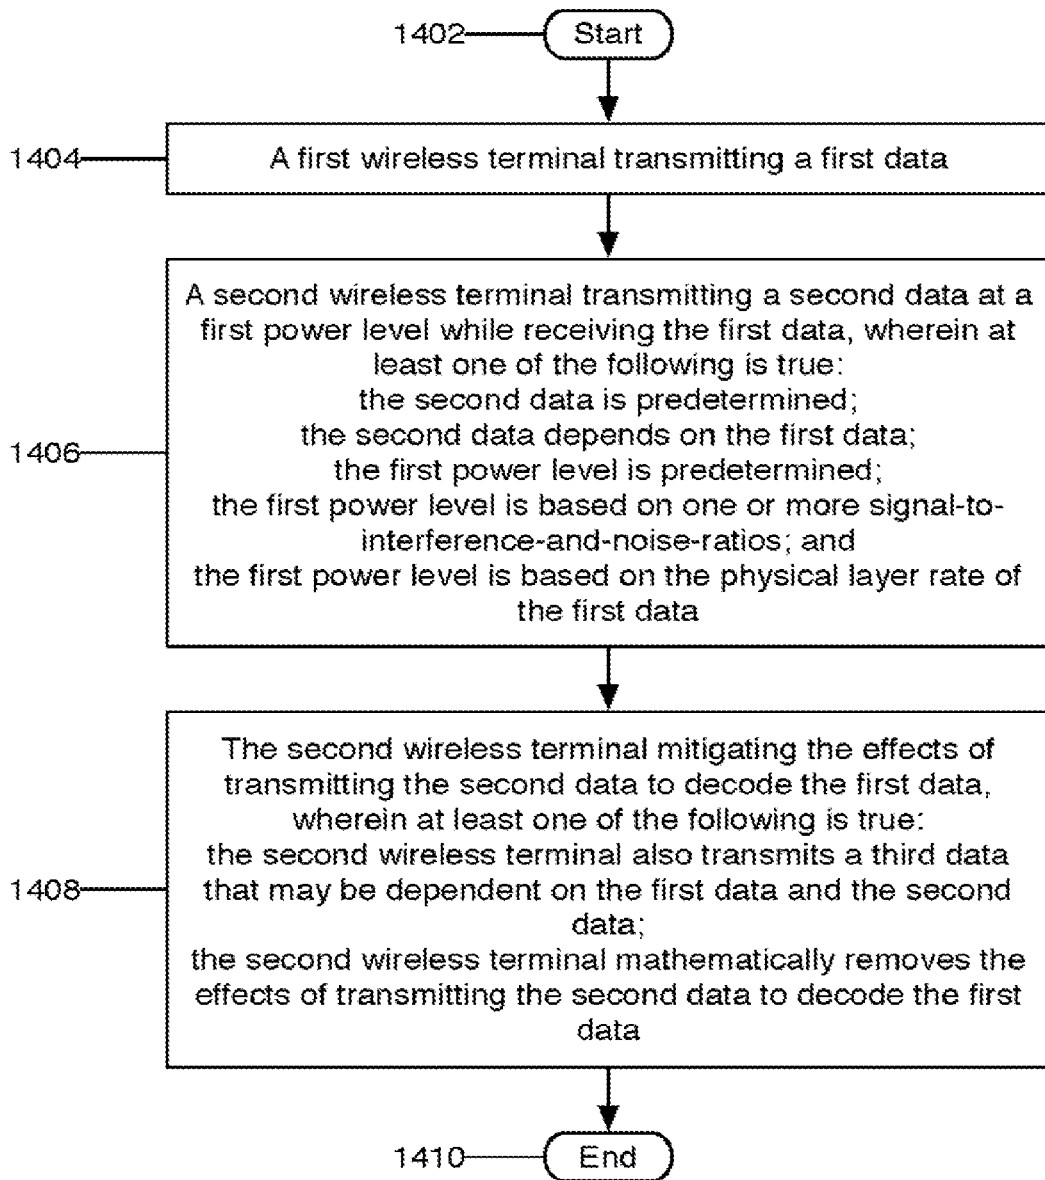 1402
Start
1404
A first wireless terminal transmitting a first data
1406
A second wireless terminal transmitting a second data at a
first power level while receiving the first data, wherein at
least one of the following is true:
the second data is predetermined;
the second data depends on the first data;
the first power level is predetermined;
the first power level is based on one or more signal-to-
interference-and-noise-ratios; and
the first power level is based on the physical layer rate of
the first data
1408
The second wireless terminal mitigating the effects of
transmitting the second data to decode the first data,
wherein at least one of the following is true:
the second wireless terminal also transmits a third data
that may be dependent on the first data and the second
data;
the second wireless terminal mathematically removes the
effects of transmitting the second data to decode the first
data
1410
End